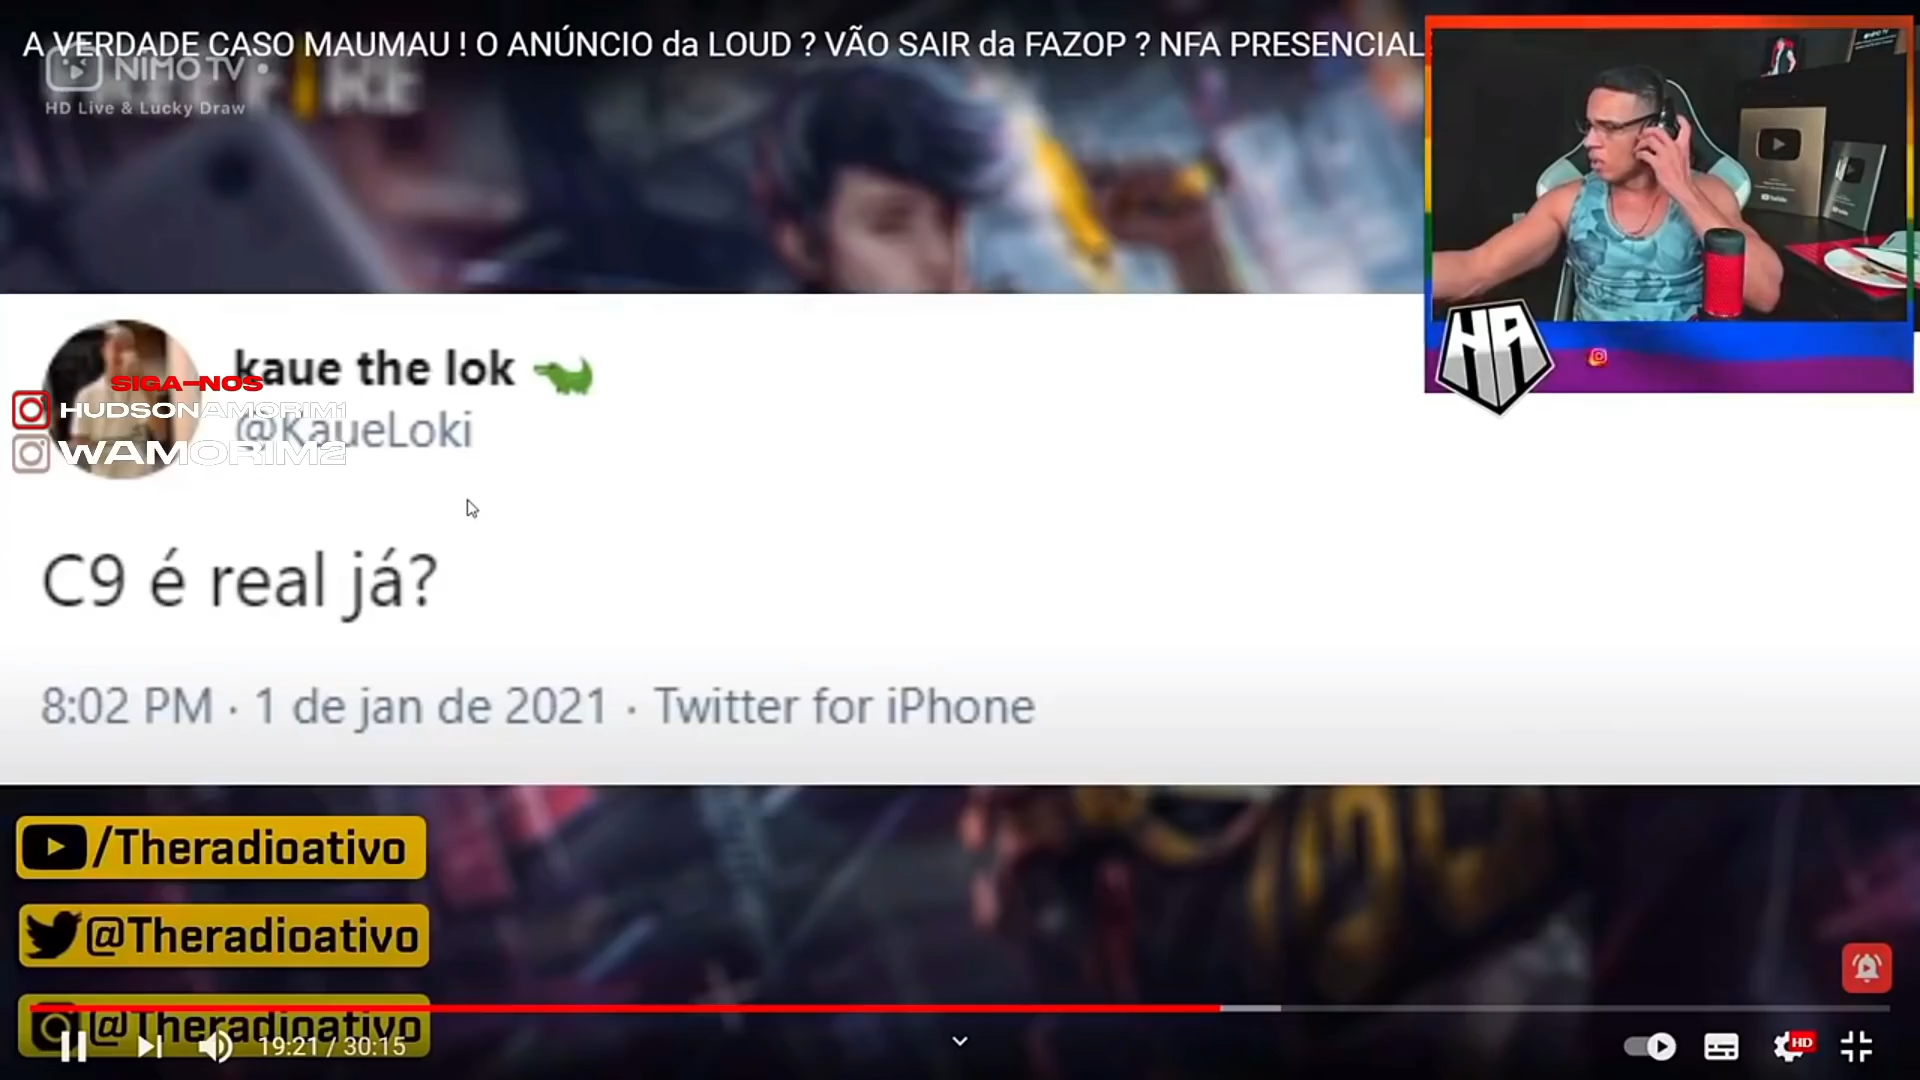 A VERDADE CASO MAUMAU ! O ANÚNCIO da LOUD ? VÃO SAIR da FAZOP ? NFA PRESENCIAL
NIMO TV
HD Live & Lucky Draw
HA
kaue the lok
@KaueLoki
SIGA-NOS
HUDSONAMORIM1
WAMORIM2
C9 é real já?
8:02 PM · 1 de jan de 2021 · Twitter for iPhone
/Theradioativo
@Theradioativo
@Theradioativo
19:21 / 30:15
HD